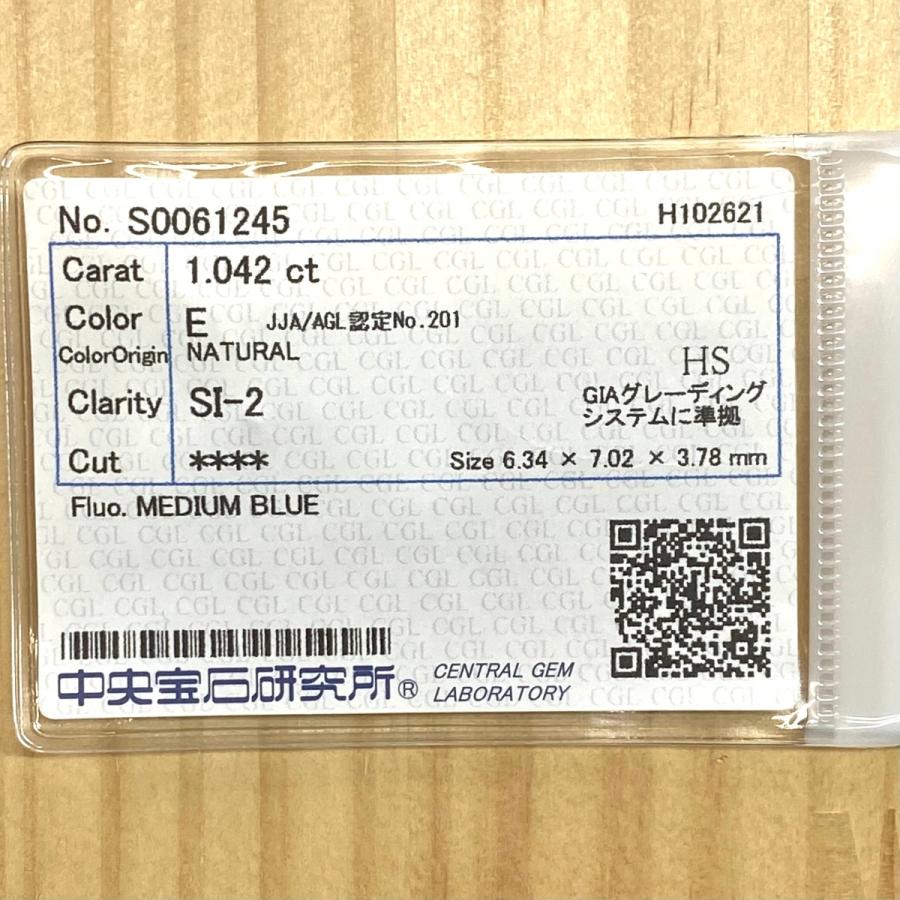 No. S0061245 H102621
Carat 1.042 ct
Color E JJA/AGL認定No.201
ColorOrigin NATURAL
HS
Clarity SI-2 GIAグレーディング
システムに準拠
Cut **** Size 6.34 × 7.02 × 3.78 mm
Fluo. MEDIUM BLUE
中央宝石研究所® CENTRAL GEM
LABORATORY